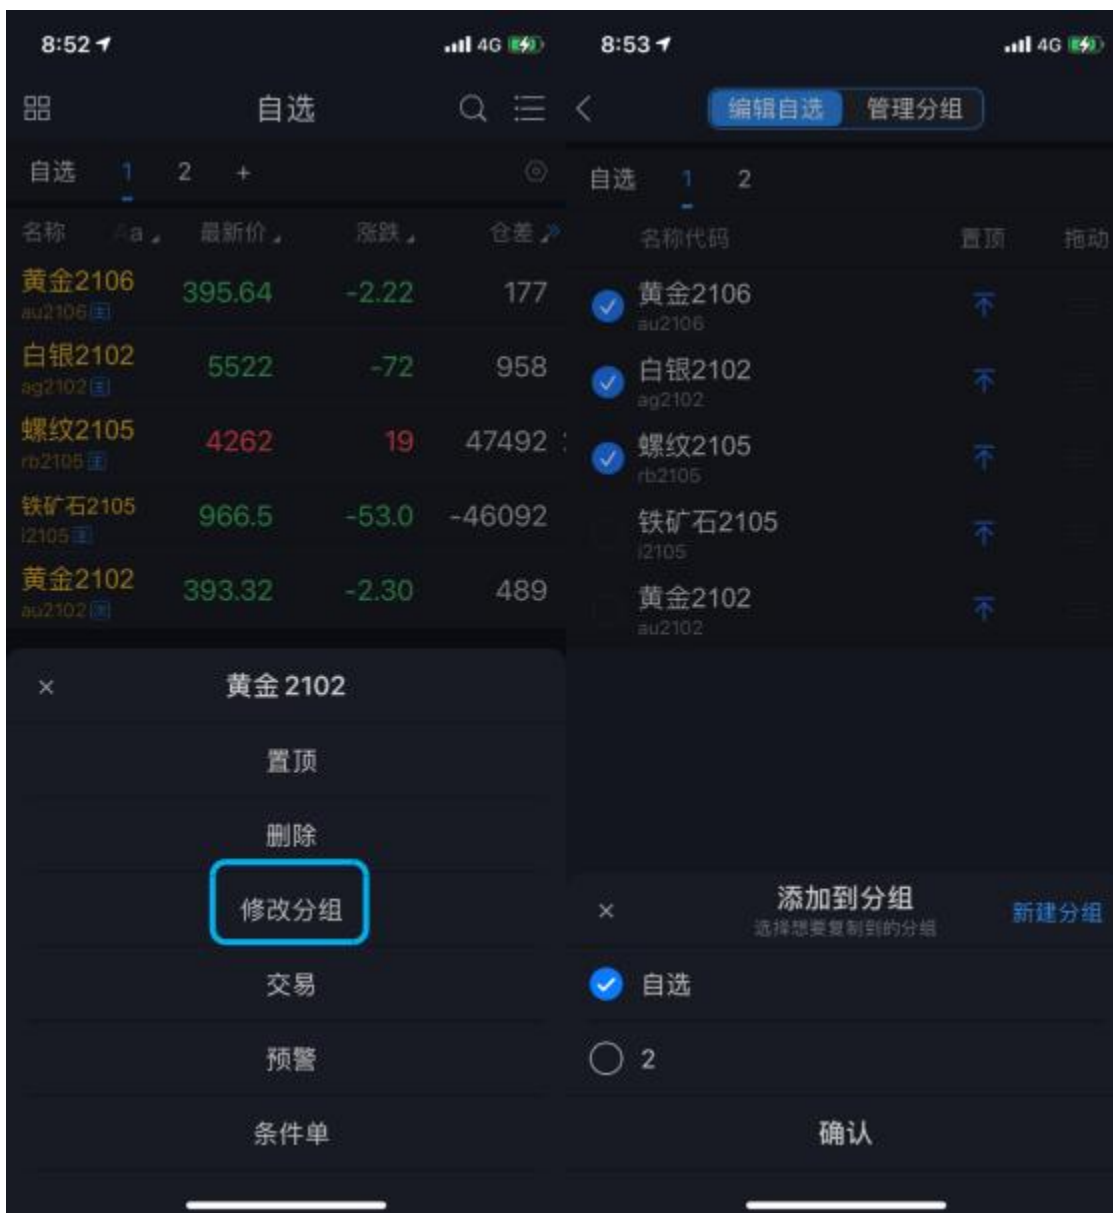 8:52
4G
自选
自选 1 2 +
名称 Aa 最新价 涨跌 仓差
黄金2106 395.64 -2.22 177
au2106 主
白银2102 5522 -72 958
ag2102 主
螺纹2105 4262 19 47492
rb2105 主
铁矿石2105 966.5 -53.0 -46092
i2105 主
黄金2102 393.32 -2.30 489
au2102
× 黄金2102
置顶
删除
修改分组
交易
预警
条件单
8:53
4G
编辑自选 管理分组
自选 1 2
名称代码 置顶 拖动
黄金2106
au2106
白银2102
ag2102
螺纹2105
rb2105
铁矿石2105
i2105
黄金2102
au2102
× 添加到分组 新建分组
选择想要复制到的分组
自选
2
确认